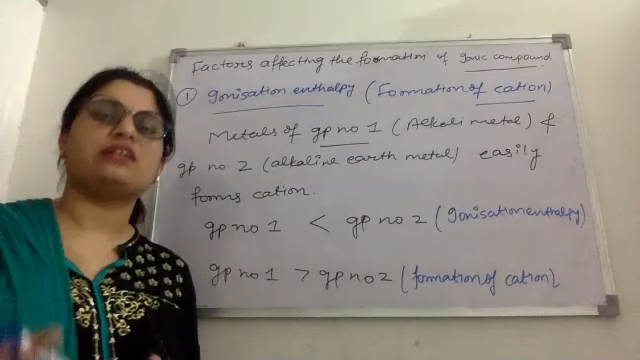 Factors affecting the formation of Ionic compound
① Ionisation enthalpy (Formation of cation)
Metals of gp no 1 (Alkali metal) &
gp no 2 (alkaline earth metal) easily
forms cation.
gp no 1 < gp no 2 (Ionisation enthalpy)
gp no 1 > gp no 2 (formation of cation)